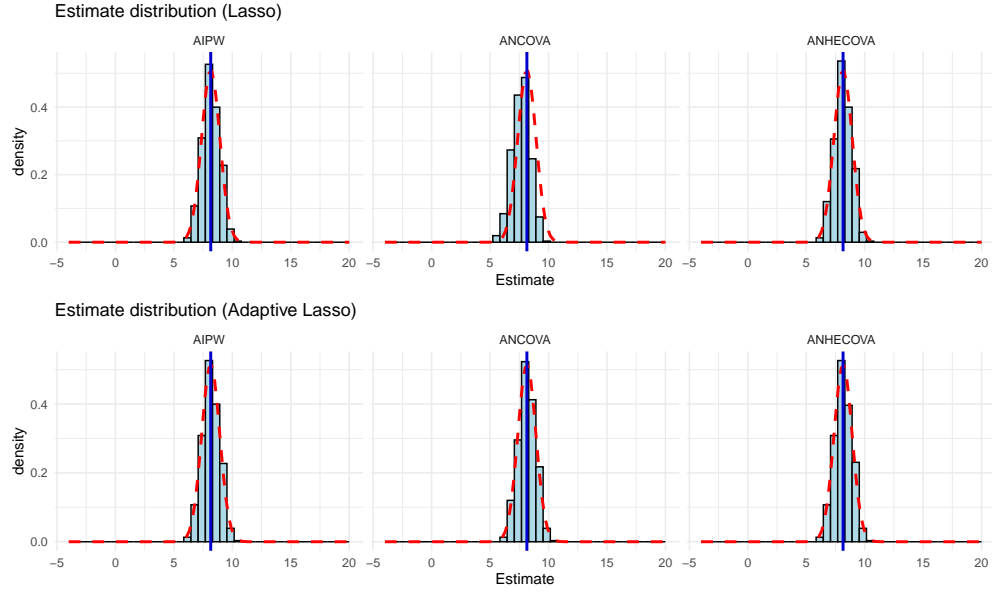 Estimate distribution (Lasso)
AIPW ANCOVA ANHECOVA
density
0.4
0.2
0.0
−5 0 5 10 15 20 −5 0 5 10 15 20 −5 0 5 10 15 20
Estimate
Estimate distribution (Adaptive Lasso)
AIPW ANCOVA ANHECOVA
density
0.4
0.2
0.0
−5 0 5 10 15 20 −5 0 5 10 15 20 −5 0 5 10 15 20
Estimate